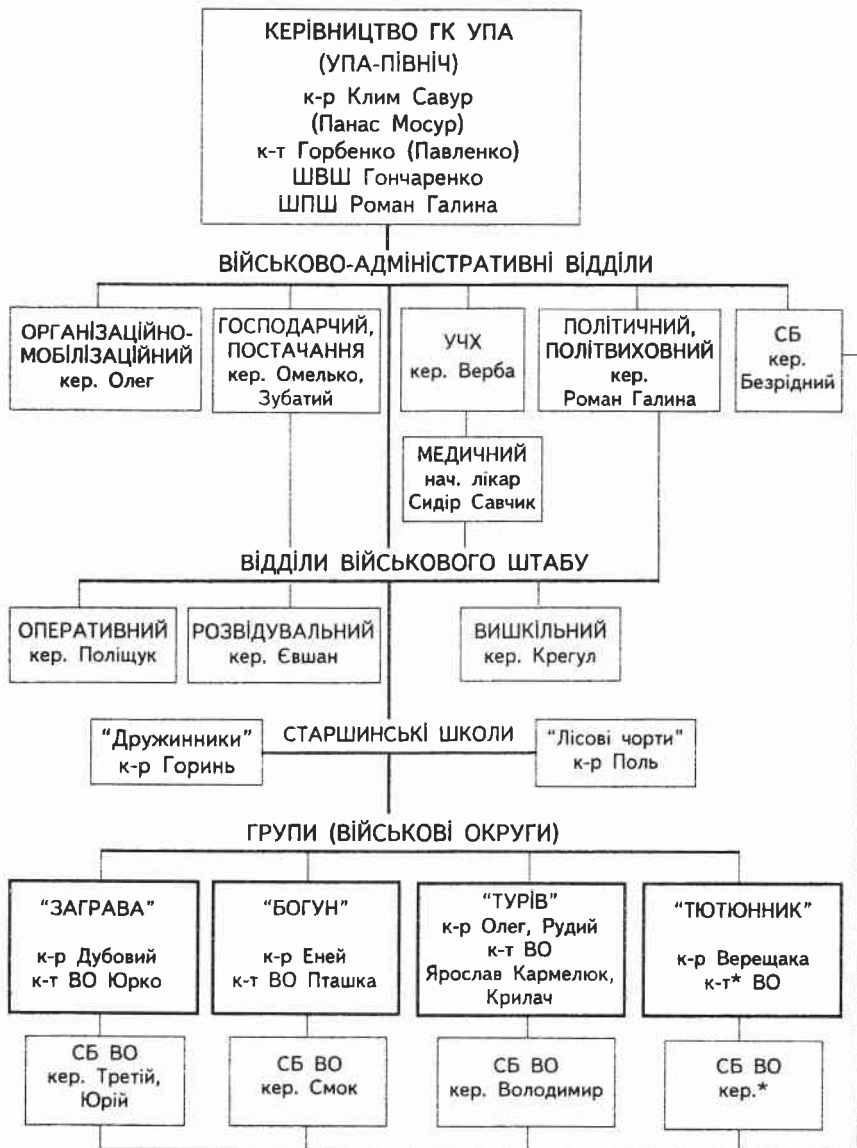 КЕРІВНИЦТВО ГК УПА
(УПА-ПІВНІЧ)
к-р Клим Савур
(Панас Мосур)
к-т Горбенко (Павленко)
ШВШ Гончаренко
ШПШ Роман Галина
ВІЙСЬКОВО-АДМІНІСТРАТИВНІ ВІДДІЛИ
ОРГАНІЗАЦІЙНО-
МОБІЛІЗАЦІЙНИЙ
кер. Олег
ГОСПОДАРЧИЙ,
ПОСТАЧАННЯ
кер. Омелько,
Зубатий
УЧХ
кер. Верба
ПОЛІТИЧНИЙ,
ПОЛІТВИХОВНИЙ
кер.
Роман Галина
СБ
кер.
Безрідний
МЕДИЧНИЙ
нач. лікар
Сидір Савчик
ВІДДІЛИ ВІЙСЬКОВОГО ШТАБУ
ОПЕРАТИВНИЙ
кер. Поліщук
РОЗВІДУВАЛЬНИЙ
кер. Євшан
ВИШКІЛЬНИЙ
кер. Крегул
"Дружинники"
к-р Горинь
СТАРШИНСЬКІ ШКОЛИ
"Лісові чорти"
к-р Поль
ГРУПИ (ВІЙСЬКОВІ ОКРУГИ)
"ЗАГРАВА"
к-р Дубовий
к-т ВО Юрко
"БОГУН"
к-р Еней
к-т ВО Пташка
"ТУРІВ"
к-р Олег, Рудий
к-т ВО
Ярослав Кармелюк,
Крилач
"ТЮТЮННИК"
к-р Верещака
к-т* ВО
СБ ВО
кер. Третій,
Юрій
СБ ВО
кер. Смок
СБ ВО
кер. Володимир
СБ ВО
кер.*